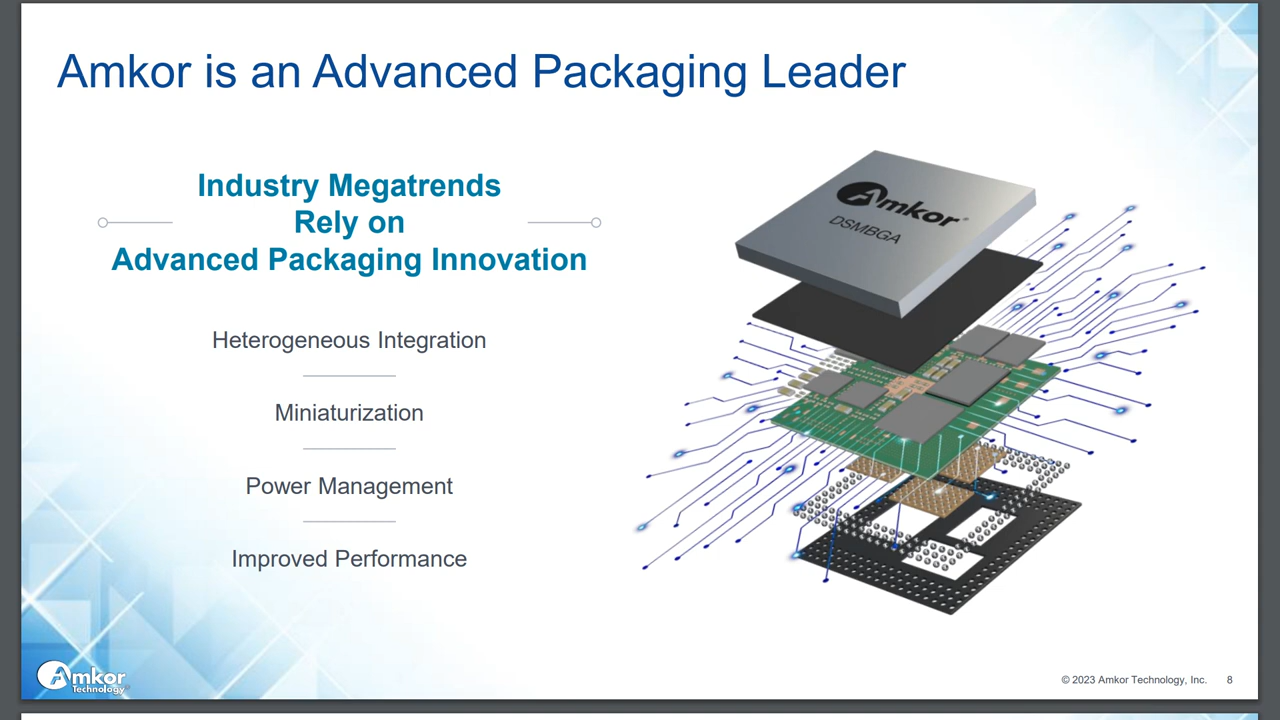 Amkor is an Advanced Packaging Leader
Industry Megatrends
Rely on
Advanced Packaging Innovation
Heterogeneous Integration
Miniaturization
Power Management
Improved Performance
Amkor®
DSMBGA
Amkor
Technology
© 2023 Amkor Technology, Inc. 8